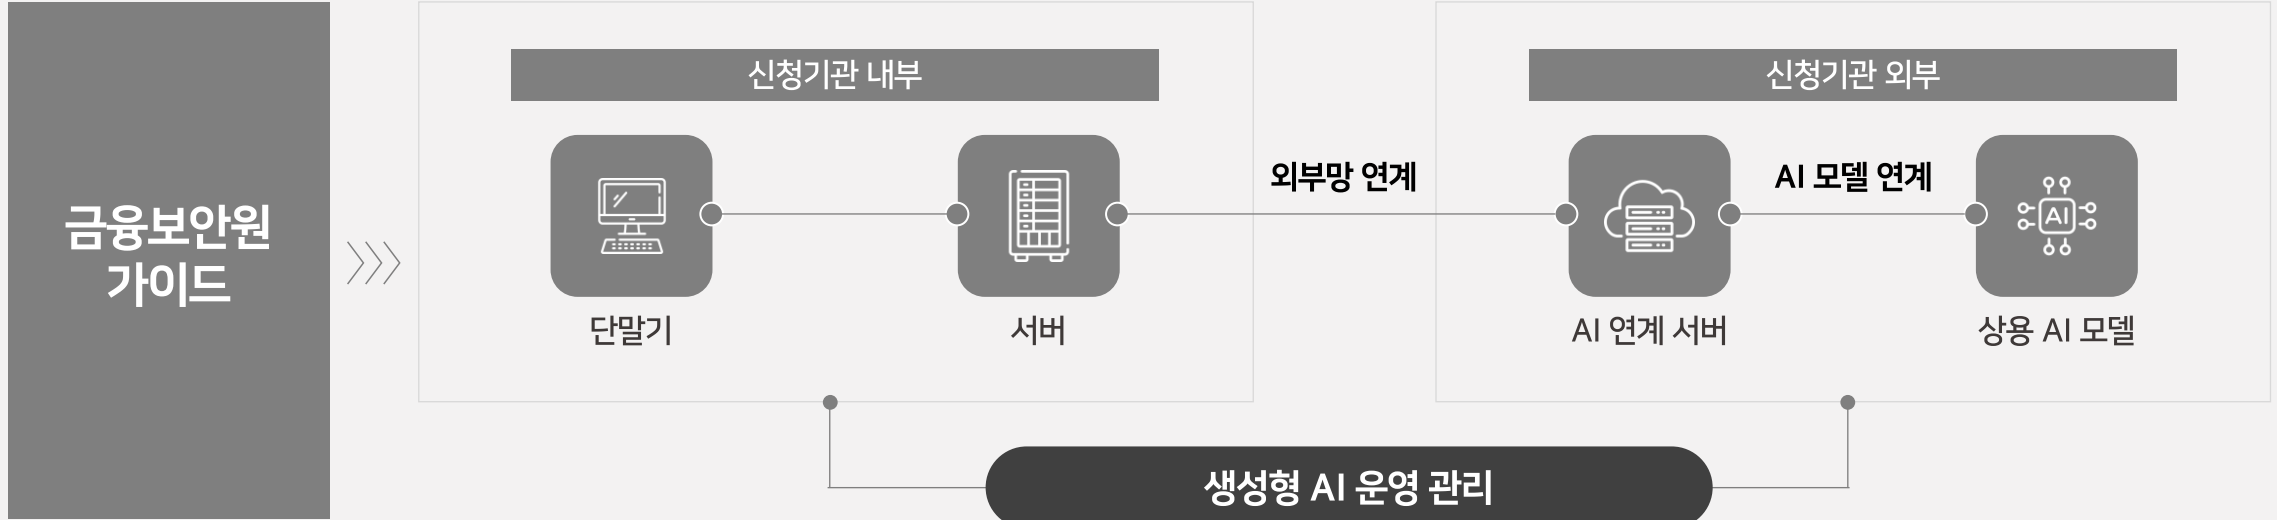 금융보안원
가이드
신청기관 내부
신청기관 외부
외부망 연계
AI 모델 연계
AI
단말기
서버
AI 연계 서버
상용 AI 모델
생성형 AI 운영 관리